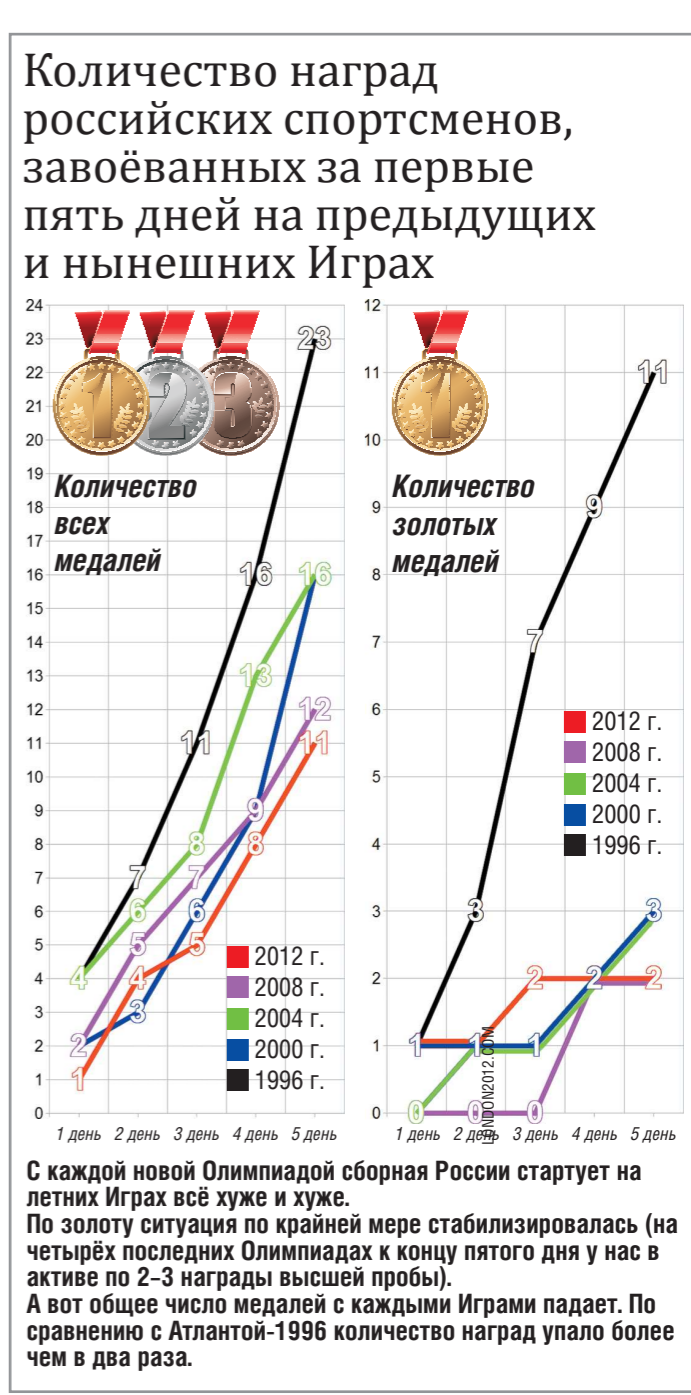 Количество наград
российских спортсменов,
завоёванных за первые
пять дней на предыдущих
и нынешних Играх
24
23
22
21
20
19
18
17
16
15
14
13
12
11
10
9
8
7
6
5
4
3
2
1
0
1 2 3
Количество
всех
медалей
23
16
16
13
11
12
11
7
8
9
6
7
8
5
6
4
4
5
2
3
1
2012 г.
2008 г.
2004 г.
2000 г.
1996 г.
1 день 2 день 3 день 4 день 5 день
12
11
10
9
8
7
6
5
4
3
2
1
0
1
Количество
золотых
медалей
11
9
7
2012 г.
2008 г.
2004 г.
2000 г.
1996 г.
3
3
2
2
2
1
1
1
0
0
0
LONDON2012.COM
1 день 2 день 3 день 4 день 5 день
С каждой новой Олимпиадой сборная России стартует на
летних Играх всё хуже и хуже.
По золоту ситуация по крайней мере стабилизировалась (на
четырёх последних Олимпиадах к концу пятого дня у нас в
активе по 2–3 награды высшей пробы).
А вот общее число медалей с каждыми Играми падает. По
сравнению с Атлантой-1996 количество наград упало более
чем в два раза.